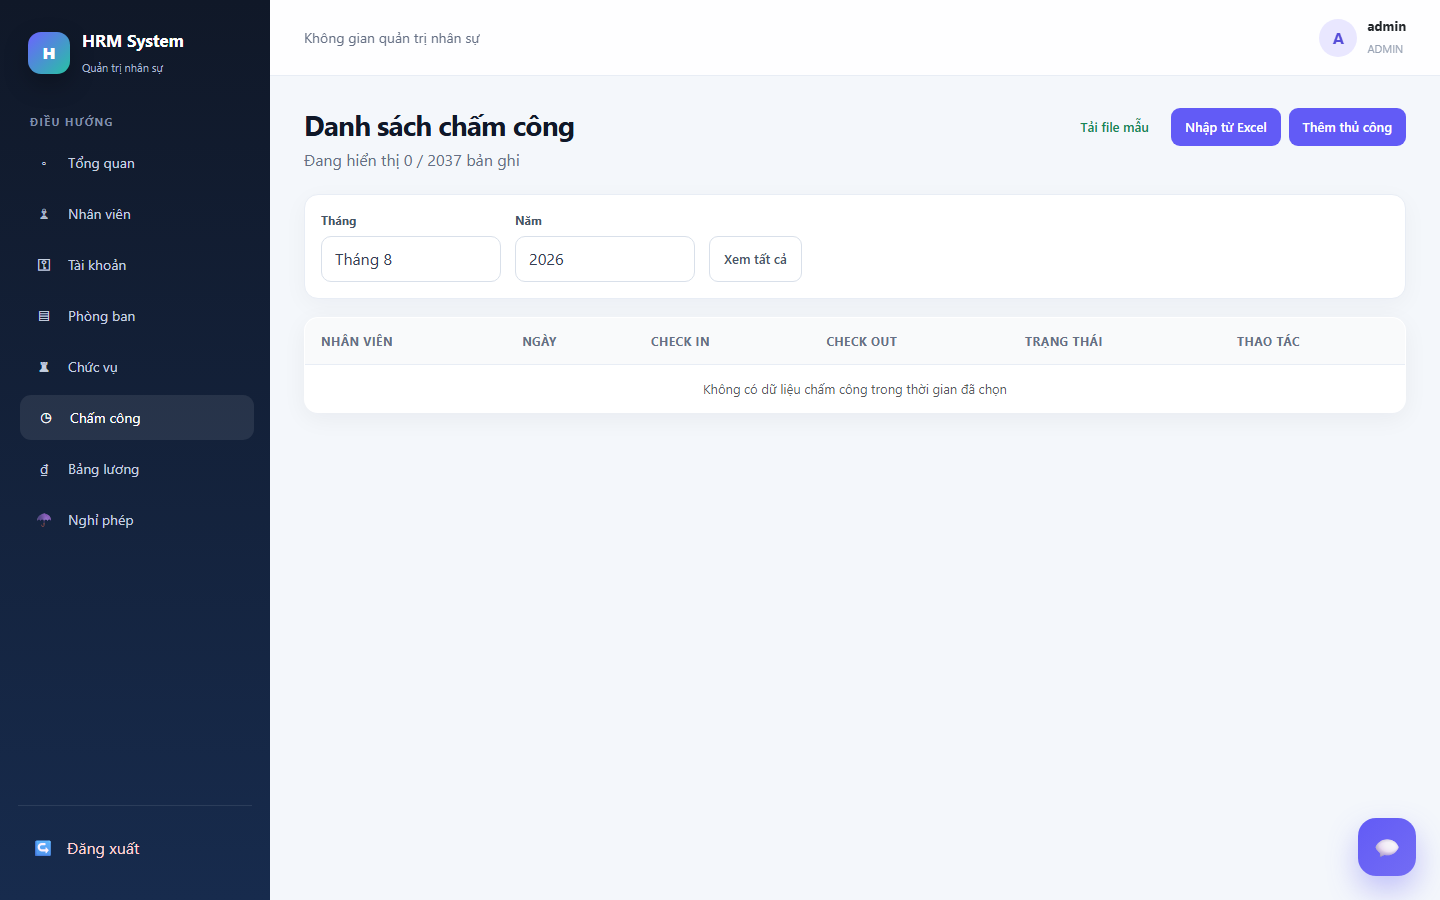 H
HRM System
Quản trị nhân sự
ĐIỀU HƯỚNG
Tổng quan
Nhân viên
Tài khoản
Phòng ban
Chức vụ
Chấm công
₫ Bảng lương
Nghỉ phép
Đăng xuất
Không gian quản trị nhân sự
A
admin
ADMIN
Danh sách chấm công
Đang hiển thị 0 / 2037 bản ghi
Tải file mẫu
Nhập từ Excel
Thêm thủ công
Tháng Năm
Tháng 8 2026 Xem tất cả
NHÂN VIÊN NGÀY CHECK IN CHECK OUT TRẠNG THÁI THAO TÁC
Không có dữ liệu chấm công trong thời gian đã chọn